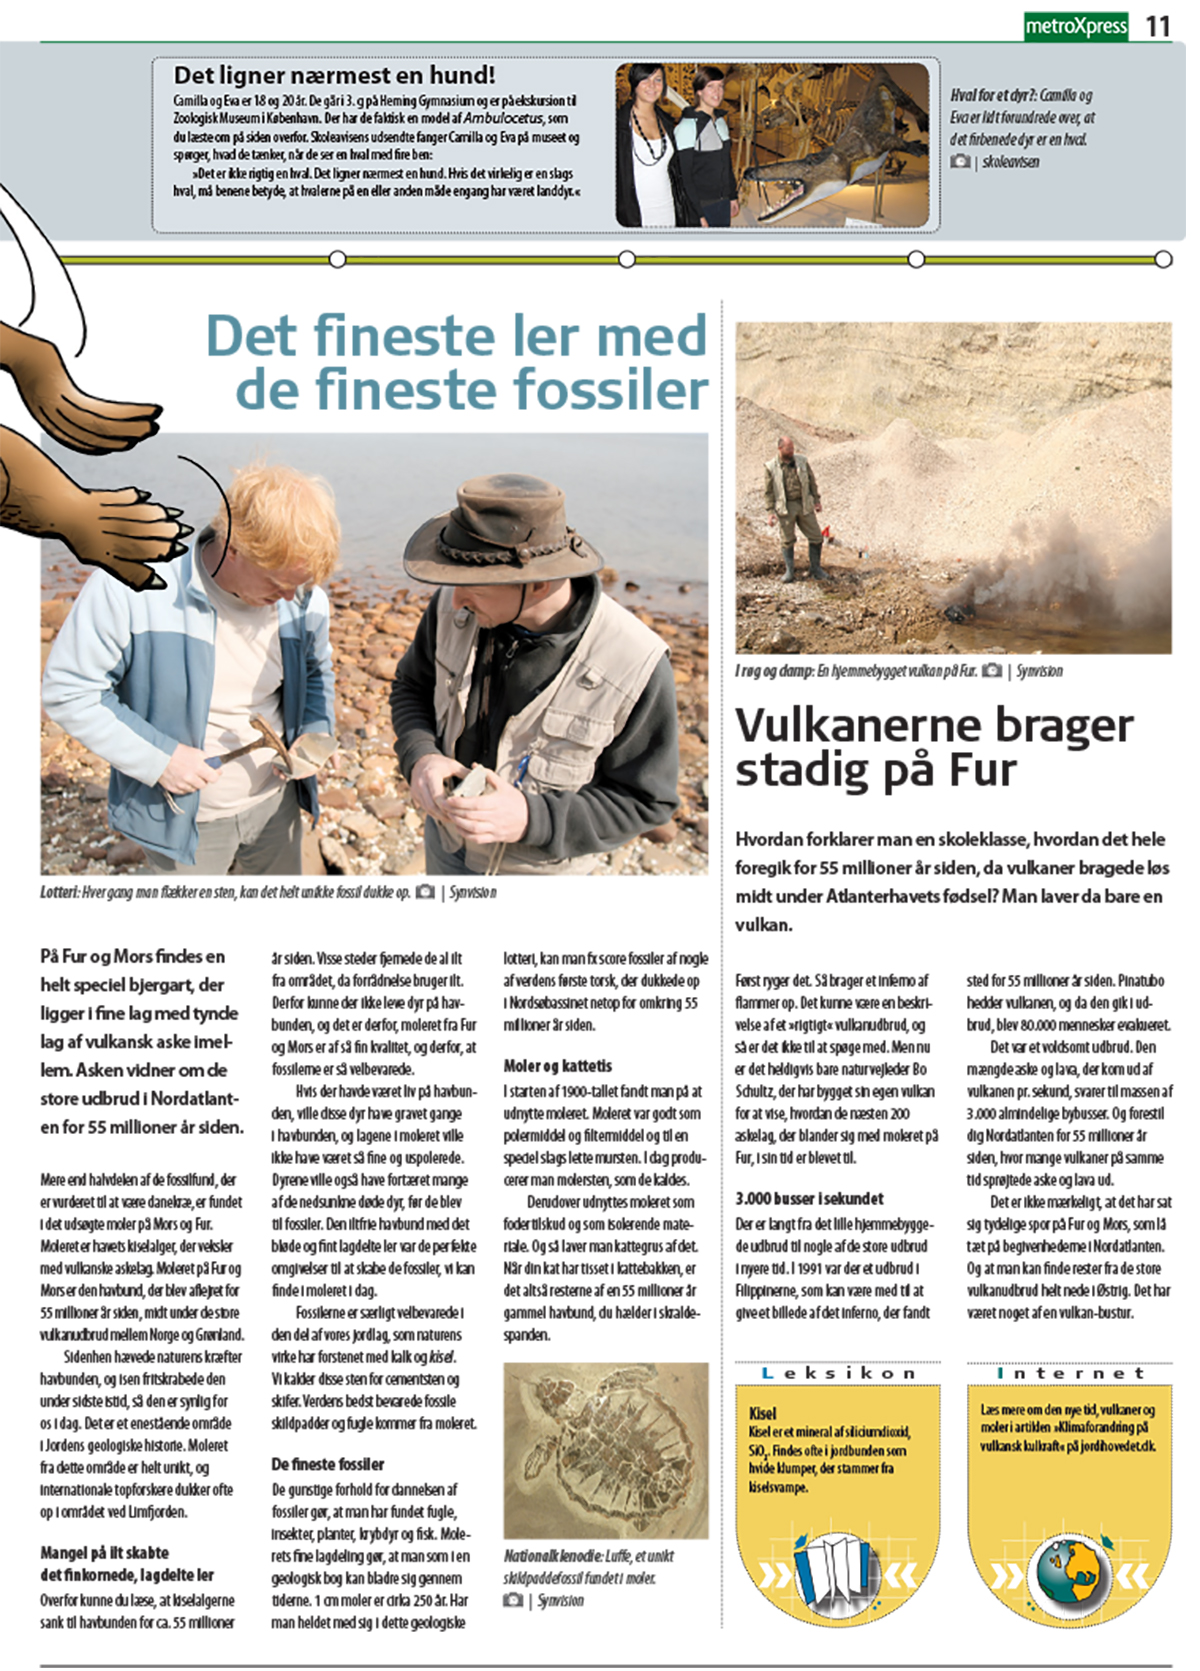 metroXpress 11
Det ligner nærmest en hund!
Camilla og Eva er 18 og 20 år. De går i 3. g på Herning Gymnasium og er på ekskursion til
Zoologisk Museum i København. Der har de faktisk en model af Ambulocetus, som
du læste om på siden overfor. Skoleavisens udsendte fanger Camilla og Eva på museet og
spørger, hvad de tænker, når de ser en hval med fire ben:
»Det er ikke rigtig en hval. Det ligner nærmest en hund. Hvis det virkelig er en slags
hval, må benene betyde, at hvalerne på en eller anden måde engang har været landdyr.«
Hval for et dyr?: Camilla og
Eva er lidt forundrede over, at
det firbenede dyr er en hval.
| skoleavisen
Det fineste ler med
de fineste fossiler
Lotteri: Hver gang man flækker en sten, kan det helt unikke fossil dukke op. | Synvision
På Fur og Mors findes en
helt speciel bjergart, der
ligger i fine lag med tynde
lag af vulkansk aske imel-
lem. Asken vidner om de
store udbrud i Nordatlant-
en for 55 millioner år siden.
Mere end halvdelen af de fossilfund, der
er vurderet til at være danekræ, er fundet
i det udsøgte moler på Mors og Fur.
Moleret er havets kiselalger, der veksler
med vulkanske askelag. Moleret på Fur og
Mors er den havbund, der blev aflejret for
55 millioner år siden, midt under de store
vulkanudbrud mellem Norge og Grønland.
Sidenhen hævede naturens kræfter
havbunden, og isen fritskrabede den
under sidste istid, så den er synlig for
os i dag. Det er et enestående område
i Jordens geologiske historie. Moleret
fra dette område er helt unikt, og
internationale topforskere dukker ofte
op i området ved Limfjorden.
Mangel på ilt skabte
det finkornede, lagdelte ler
Overfor kunne du læse, at kiselalgerne
sank til havbunden for ca. 55 millioner
år siden. Visse steder fjernede de al ilt
fra området, da forrådnelse bruger ilt.
Derfor kunne der ikke leve dyr på hav-
bunden, og det er derfor, moleret fra Fur
og Mors er af så fin kvalitet, og derfor, at
fossilerne er så velbevarede.
Hvis der havde været liv på havbun-
den, ville disse dyr have gravet gange
i havbunden, og lagene i moleret ville
ikke have været så fine og uspolerede.
Dyrene ville også have fortæret mange
af de nedsunkne døde dyr, før de blev
til fossiler. Den iltfrie havbund med det
bløde og fint lagdelte ler var de perfekte
omgivelser til at skabe de fossiler, vi kan
finde i moleret i dag.
Fossilerne er særligt velbevarede i
den del af vores jordlag, som naturens
virke har forstenet med kalk og kisel.
Vi kalder disse sten for cementsten og
skifer. Verdens bedst bevarede fossile
skildpadder og fugle kommer fra moleret.
De fineste fossiler
De gunstige forhold for dannelsen af
fossiler gør, at man har fundet fugle,
insekter, planter, krybdyr og fisk. Mole-
rets fine lagdeling gør, at man som i en
geologisk bog kan bladre sig gennem
tiderne. 1 cm moler er cirka 250 år. Har
man heldet med sig i dette geologiske
lotteri, kan man fx score fossiler af nogle
af verdens første torsk, der dukkede op
i Nordsøbassinet netop for omkring 55
millioner år siden.
Moler og kattetis
I starten af 1900-tallet fandt man på at
udnytte moleret. Moleret var godt som
polermiddel og filtermiddel og til en
speciel slags lette mursten. I dag produ-
cerer man molersten, som de kaldes.
Derudover udnyttes moleret som
fodertilskud og som isolerende mate-
riale. Og så laver man kattegrus af det.
Når din kat har tisset i kattebakken, er
det altså resterne af en 55 millioner år
gammel havbund, du hælder i skralde-
spanden.
Nationalklenodie: Luffe, et unikt
skildpaddefossil fundet i moler.
| Synvision
I røg og damp: En hjemmebygget vulkan på Fur. | Synvision
Vulkanerne brager
stadig på Fur
Hvordan forklarer man en skoleklasse, hvordan det hele
foregik for 55 millioner år siden, da vulkaner bragede løs
midt under Atlanterhavets fødsel? Man laver da bare en
vulkan.
Først ryger det. Så brager et inferno af
flammer op. Det kunne være en beskri-
velse af et »rigtigt« vulkanudbrud, og
så er det ikke til at spøge med. Men nu
er det heldigvis bare naturvejleder Bo
Schultz, der har bygget sin egen vulkan
for at vise, hvordan de næsten 200
askelag, der blander sig med moleret på
Fur, i sin tid er blevet til.
3.000 busser i sekundet
Der er langt fra det lille hjemmebygge-
de udbrud til nogle af de store udbrud
i nyere tid. I 1991 var der et udbrud i
Filippinerne, som kan være med til at
give et billede af det inferno, der fandt
sted for 55 millioner år siden. Pinatubo
hedder vulkanen, og da den gik i ud-
brud, blev 80.000 mennesker evakueret.
Det var et voldsomt udbrud. Den
mængde aske og lava, der kom ud af
vulkanen pr. sekund, svarer til massen af
3.000 almindelige bybusser. Og forestil
dig Nordatlanten for 55 millioner år
siden, hvor mange vulkaner på samme
tid sprøjtede aske og lava ud.
Det er ikke mærkeligt, at det har sat
sig tydelige spor på Fur og Mors, som lå
tæt på begivenhederne i Nordatlanten.
Og at man kan finde rester fra de store
vulkanudbrud helt nede i Østrig. Det har
været noget af en vulkan-bustur.
Leksikon
Kisel
Kisel er et mineral af siliciumdioxid,
SiO₂. Findes ofte i jordbunden som
hvide klumper, der stammer fra
kiselsvampe.
Internet
Læs mere om den nye tid, vulkaner og
moler i artiklen »Klimaforandring på
vulkansk kulkraft« på jordihovedet.dk.